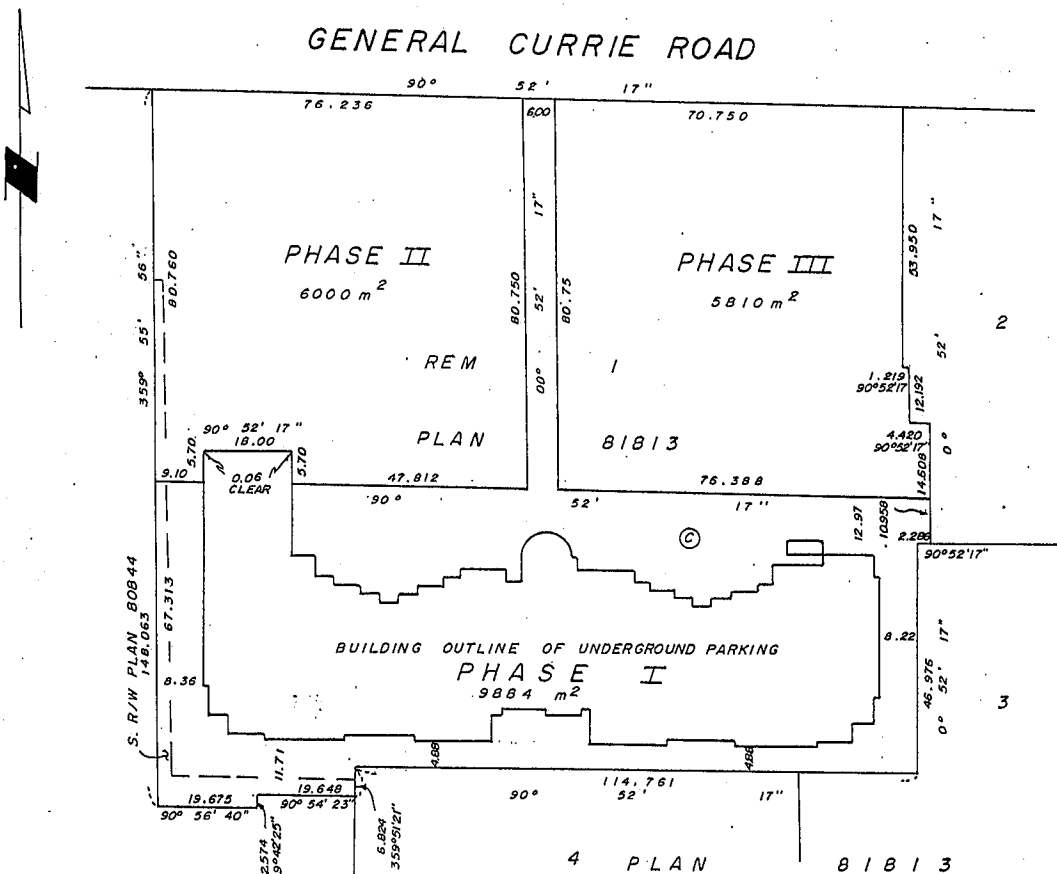 GENERAL CURRIE ROAD
90° 52' 17"
76.236
6.00
70.750
PHASE II
6000 m²
PHASE III
5810 m²
80.750
00° 52' 17"
80.75
53.950
0° 52' 17"
2
359° 55' 56"
80.760
REM 1
PLAN 81813
1.219
90°52'17
12.192
4.420
90°52'17"
14.608
90° 52' 17"
18.00
5.70
5.70
9.10
0.06
CLEAR
47.812
76.388
90° 52' 17"
12.97
10.958
2.286
90°52'17"
C
S. R/W PLAN 80844
148.063
67.313
8.36
BUILDING OUTLINE OF UNDERGROUND PARKING
PHASE I
9884 m²
8.22
46.976
0° 52' 17"
3
11.71
4.88
4.88
114.761
90° 52' 17"
19.675
90° 56' 40"
19.648
90° 54' 23"
2.574
9°42'25"
6.824
359°51'21"
4 PLAN 81813